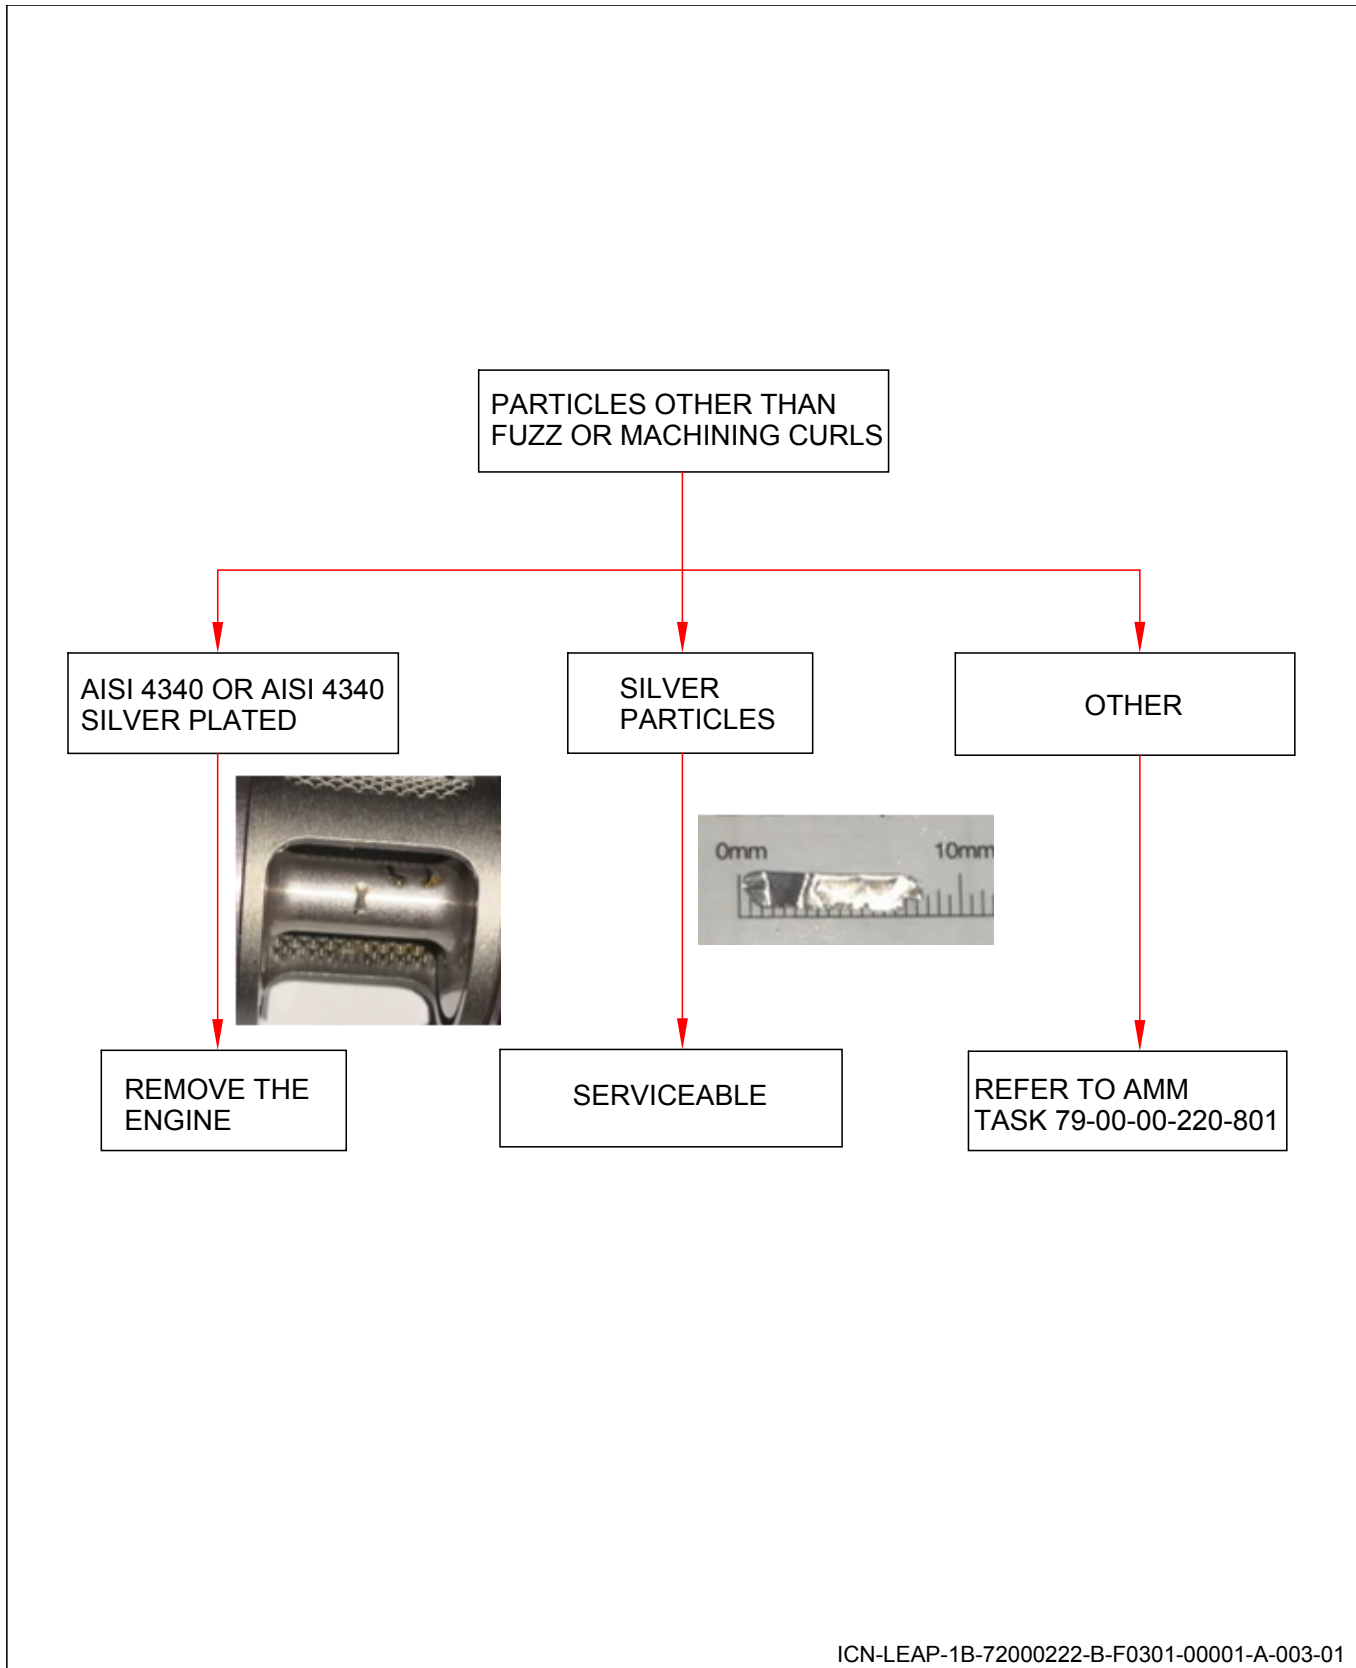 PARTICLES OTHER THAN
FUZZ OR MACHINING CURLS
AISI 4340 OR AISI 4340
SILVER PLATED
SILVER
PARTICLES
OTHER
0mm 10mm
REMOVE THE
ENGINE
SERVICEABLE
REFER TO AMM
TASK 79-00-00-220-801
ICN-LEAP-1B-72000222-B-F0301-00001-A-003-01